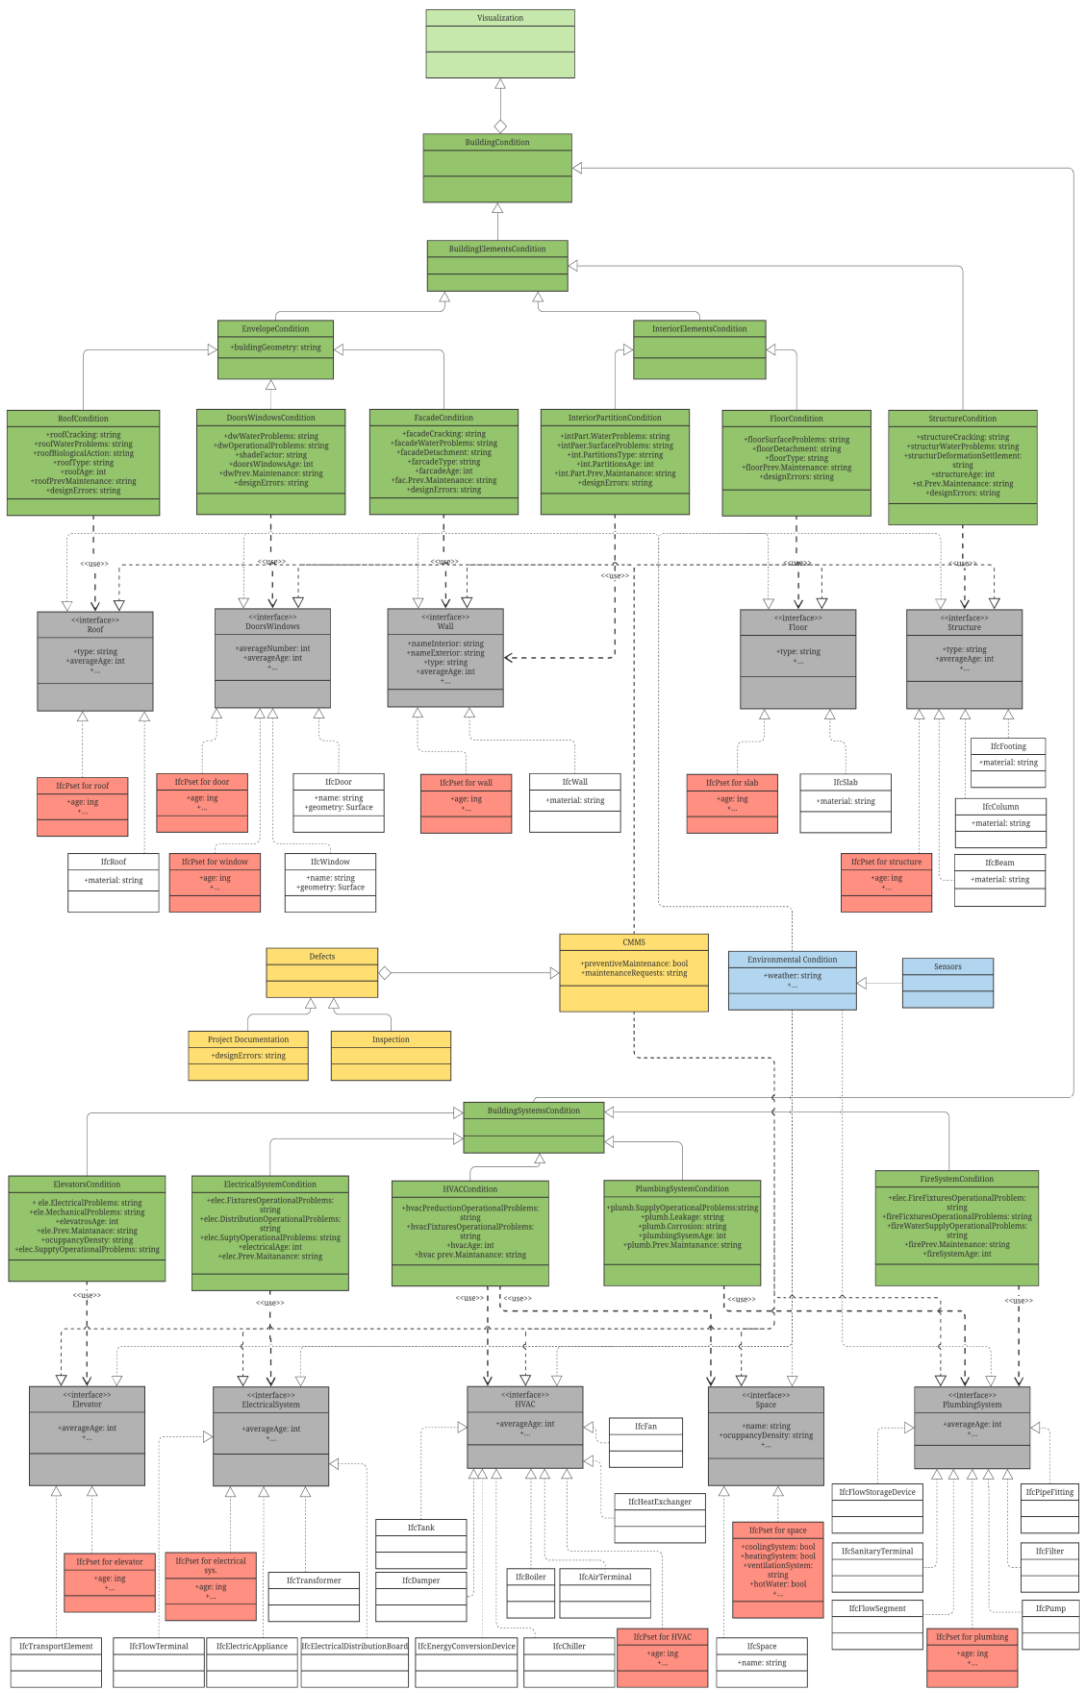 Visualization
BuildingCondition
BuildingElementsCondition
EnvelopeCondition
+buldingGeometry: string
InteriorElementsCondition
RoofCondition
+roofCracking: string
+roofWaterProblems: string
+roofBiologicalAction: string
+roofType: string
+roofAge: int
+roofPrevMaintenance: string
+designErrors: string
DoorsWindowsCondition
+dwWaterProblems: string
+dwOperationalProblems: string
+shadeFactor: string
+doorsWindowsAge: int
+dwPrev.Maintenance: string
+designErrors: string
FacadeCondition
+facadeCracking: string
+facadeWaterProblems: string
+facadeDetachment: string
+farcadeType: string
+farcadeAge: int
+fac.Prev.Maintenance: string
+designErrors: string
InteriorPartitionCondition
+intPart.WaterProblems: string
+intPaer.SurfaceProblems: string
+int.PartitionsType: strring
+int.PartitionsAge: int
+int.Part.Prev,Maintanance: string
+designErrors: string
FloorCondition
+floorSurfaceProblems: string
+floorDetachment: string
+floorType: string
+floorPrev.Maintenance: string
+designErrors: string
StructureCondition
+structureCracking: string
+structurWaterProblems: string
+structurDeformationSettlement:
string
+structureAge: int
+st.Prev.Maintenance: string
+designErrors: string
<<use>>
<<use>>
<<use>>
<<use>>
<<use>>
<<use>>
<<interface>>
Roof
+type: string
+averageAge: int
+...
<<interface>>
DoorsWindows
+averageNumber: int
+averageAge: int
+...
<<interface>>
Wall
+nameInterior: string
+nameExterior: string
+type: string
+averageAge: int
+...
<<interface>>
Floor
+type: string
+...
<<interface>>
Structure
+type: string
+averageAge: int
+...
IfcPset for roof
+age: ing
+...
IfcPset for door
+age: ing
+...
IfcDoor
+name: string
+geometry: Surface
IfcPset for wall
+age: ing
+...
IfcWall
+material: string
IfcPset for slab
+age: ing
+...
IfcSlab
+material: string
IfcFooting
+material: string
IfcColumn
+material: string
IfcRoof
+material: string
IfcPset for window
+age: ing
+...
IfcWindow
+name: string
+geometry: Surface
IfcPset for structure
+age: ing
+...
IfcBeam
+material: string
Defects
CMMS
+preventiveMaintenance: bool
+maintenanceRequests: string
Environmental Condition
+weather: string
+...
Sensors
Project Documentation
+designErrors: string
Inspection
BuildingSystemsCondition
ElevatorsCondition
+ ele.ElectricalProblems: string
+ele.MechanicalProblems: string
+elevatrosAge: int
+ele.Prev.Maintanace: string
+ocuppancyDensty: string
+elec.SupptyOperationalProblems: string
ElectricalSystemCondition
+elec.FixturesOperationalProblems:
string
+elec.DistributionOperationalProblems:
string
+elec.SuptyOperationalProblems: string
+electricalAge: int
+elec.Prev.Maitanance: string
HVACCondition
+hvacPreductionOperationalProblems:
string
+hvacFixturesOperationalProblems:
string
+hvacAge: int
+hvac prev.Maintanance: string
PlumbingSystemCondition
+plumb.SupplyOperationalProblems:string
+plumb.Leakage: string
+plumb.Corrosion: string
+plumbingSysemAge: int
+plumb.Prev.Maintanance: string
FireSystemCondition
+elec.FireFixturesOperationalProblem:
string
+fireFicxturesOperationalProblems: string
+fireWaterSupplyOperationalProblems:
string
+firePrev.Maintenance: string
+fireSystemAge: int
<<use>>
<<use>>
<<use>>
<<use>>
<<use>>
<<use>>
<<interface>>
Elevator
+averageAge: int
+...
<<interface>>
ElectricalSystem
+averageAge: int
+...
<<interface>>
HVAC
+averageAge: int
+...
<<interface>>
Space
+name: string
+ocuppancyDensity: string
+...
<<interface>>
PlumbingSystem
+averageAge: int
+...
IfcFan
IfcHeatExchanger
IfcFlowStorageDevice
IfcPipeFitting
IfcTank
IfcPset for space
+coolingSystem: bool
+heatingSystem: bool
+ventilationSystem:
string
+hotWater: bool
+...
IfcSanitaryTerminal
IfcFilter
IfcPset for elevator
+age: ing
+...
IfcPset for electrical
sys.
+age: ing
+...
IfcTransformer
IfcDamper
IfcBoiler
IfcAirTerminal
IfcFlowSegment
IfcPump
IfcTransportElement
IfcFlowTerminal
IfcElectricAppliance
IfcElectricalDistributionBoard
IfcEnergyConversionDevice
IfcChiller
IfcPset for HVAC
+age: ing
+...
IfcSpace
+name: string
IfcPset for plumbing
+age: ing
+...